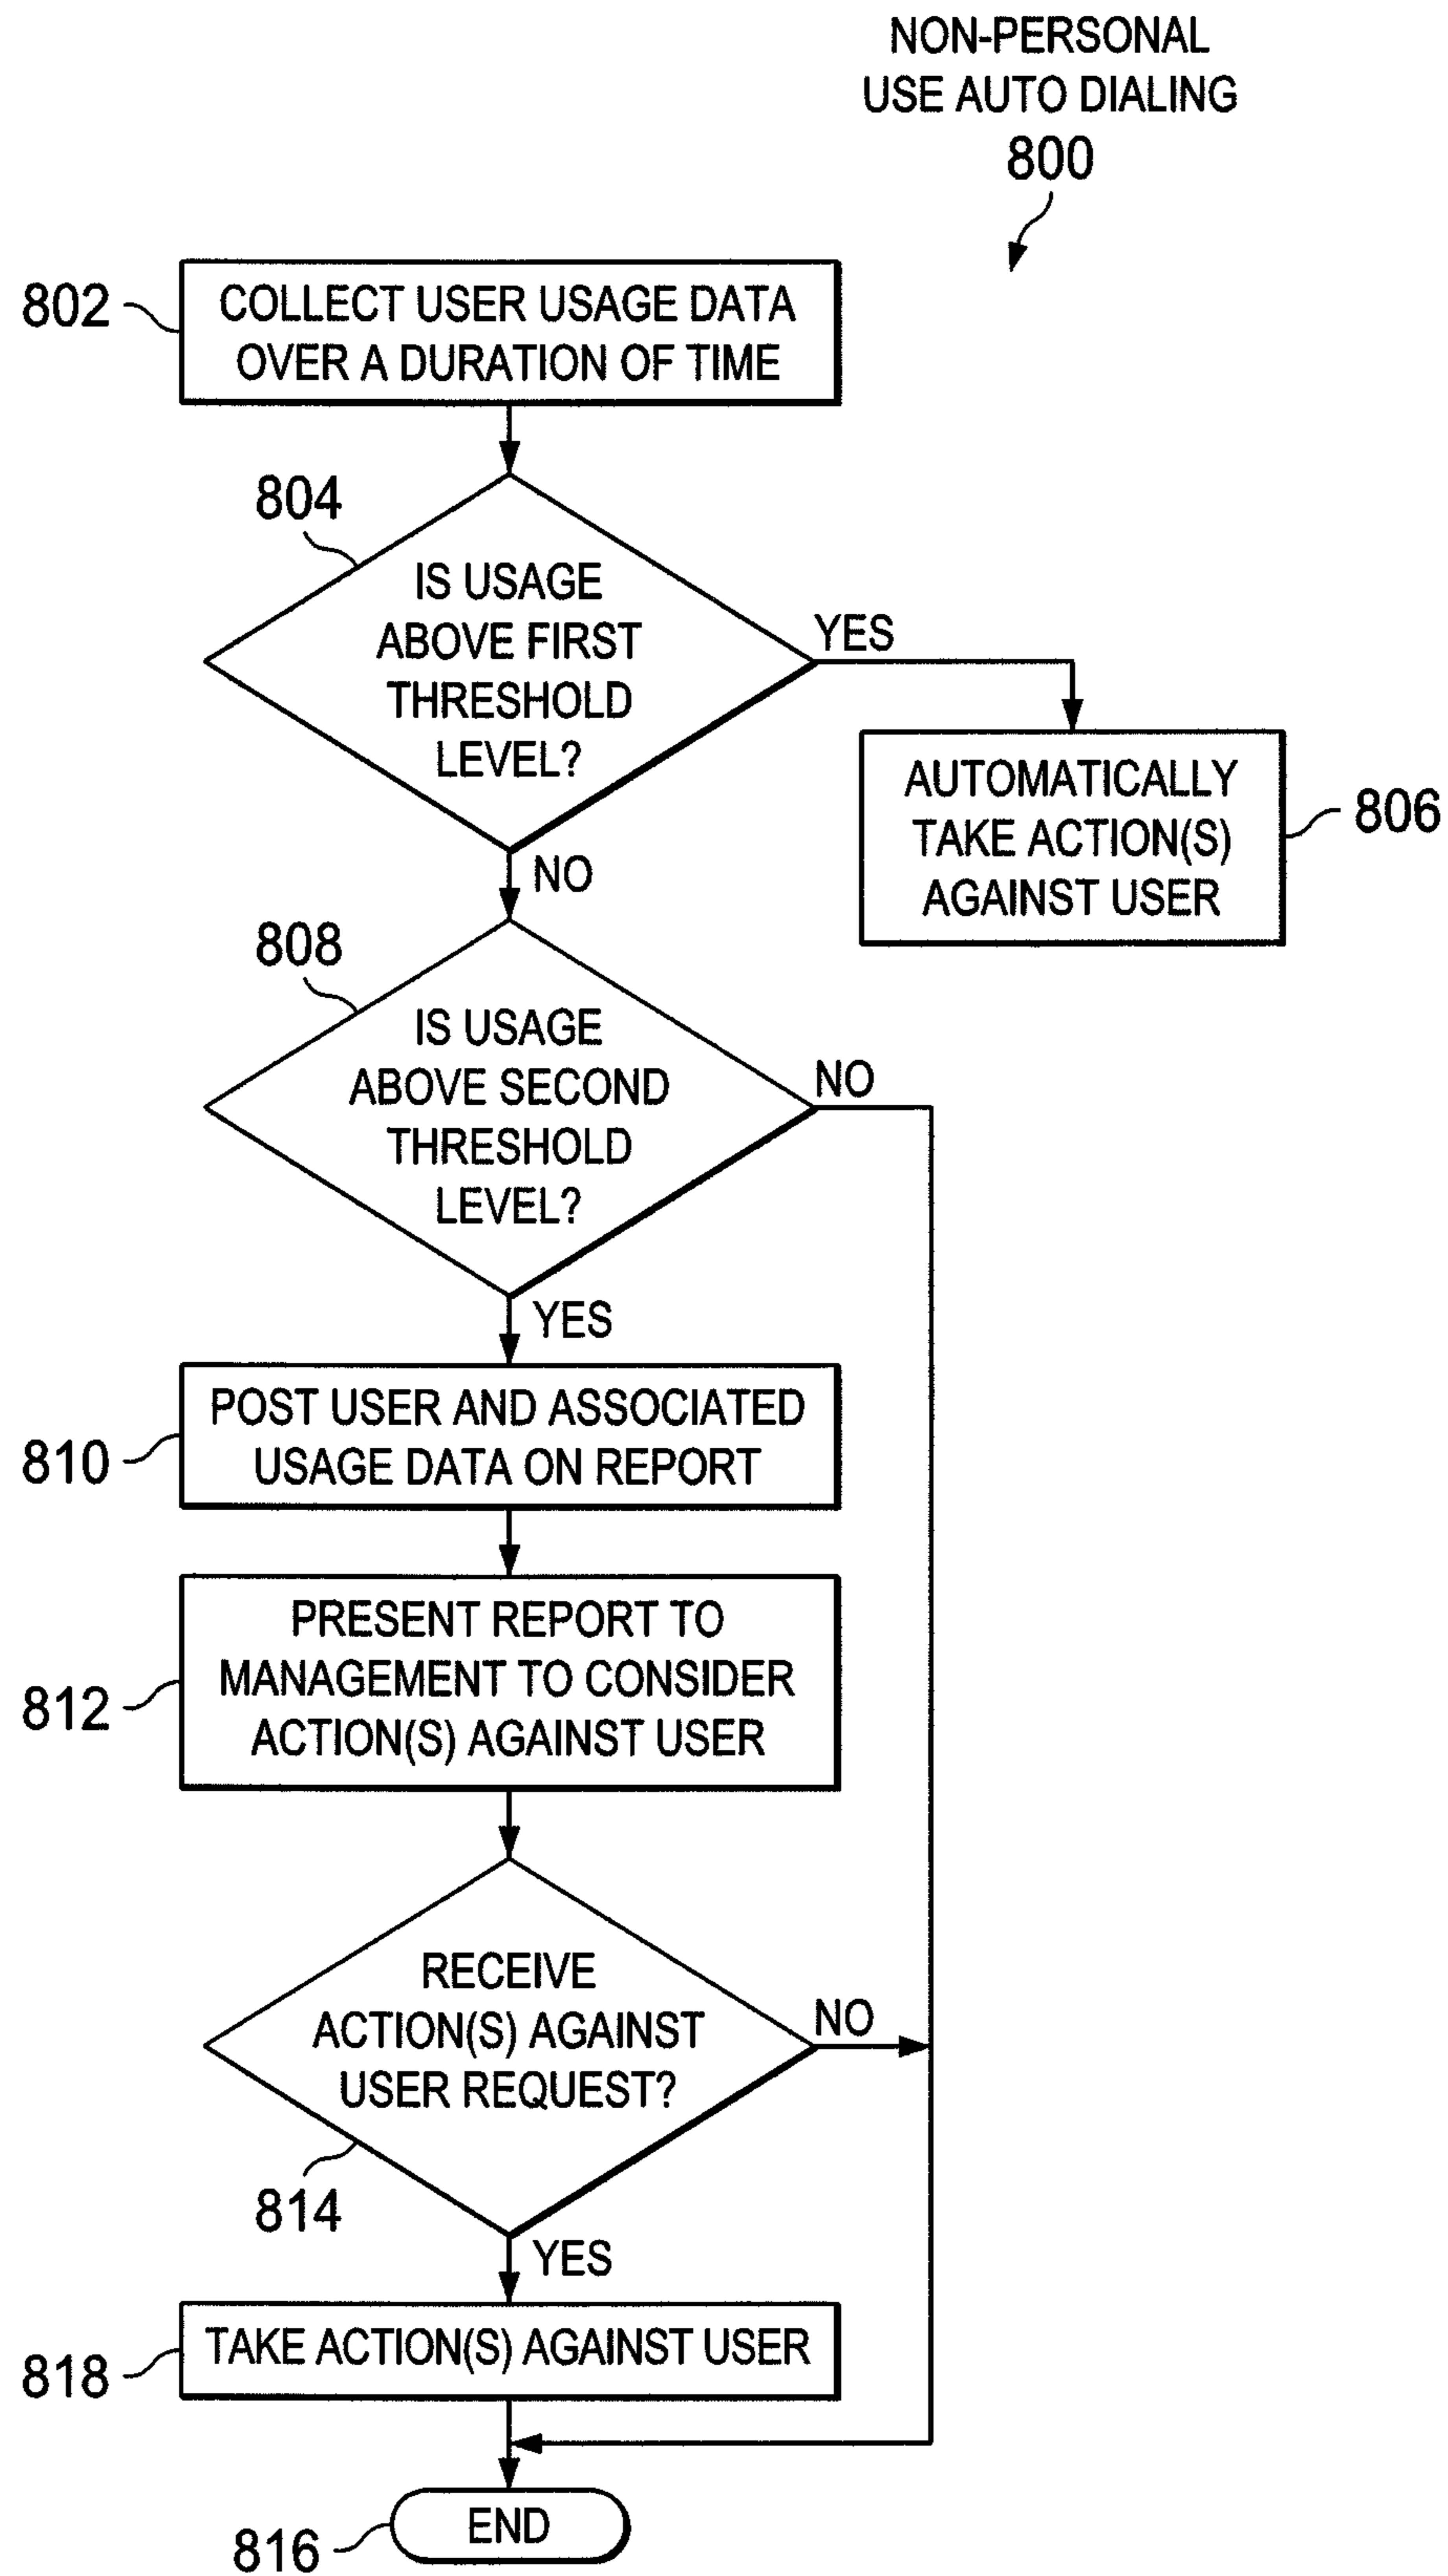 NON-PERSONAL
USE AUTO DIALING
800
802
COLLECT USER USAGE DATA
OVER A DURATION OF TIME
804
IS USAGE
ABOVE FIRST
THRESHOLD
LEVEL?
YES
AUTOMATICALLY
TAKE ACTION(S)
AGAINST USER
806
NO
808
IS USAGE
ABOVE SECOND
THRESHOLD
LEVEL?
NO
YES
810
POST USER AND ASSOCIATED
USAGE DATA ON REPORT
812
PRESENT REPORT TO
MANAGEMENT TO CONSIDER
ACTION(S) AGAINST USER
RECEIVE
ACTION(S) AGAINST
USER REQUEST?
NO
814
YES
818
TAKE ACTION(S) AGAINST USER
END
816